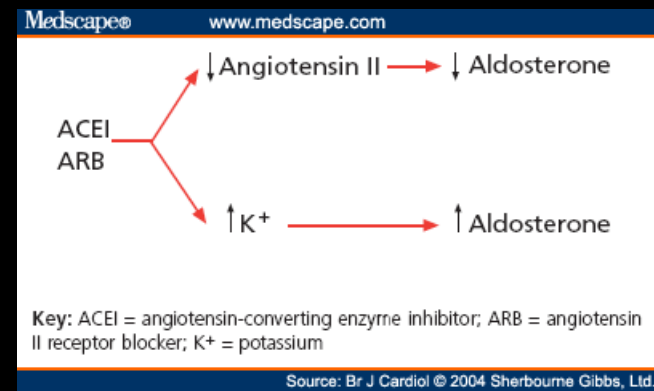 Medscape® www.medscape.com
↓Angiotensin II → ↓ Aldosterone
ACEI
ARB
↑K+ → ↑ Aldosterone
Key: ACEI = angiotensin-converting enzyme inhibitor; ARB = angiotensin
II receptor blocker; K+ = potassium
Source: Br J Cardiol © 2004 Sherbourne Gibbs, Ltd